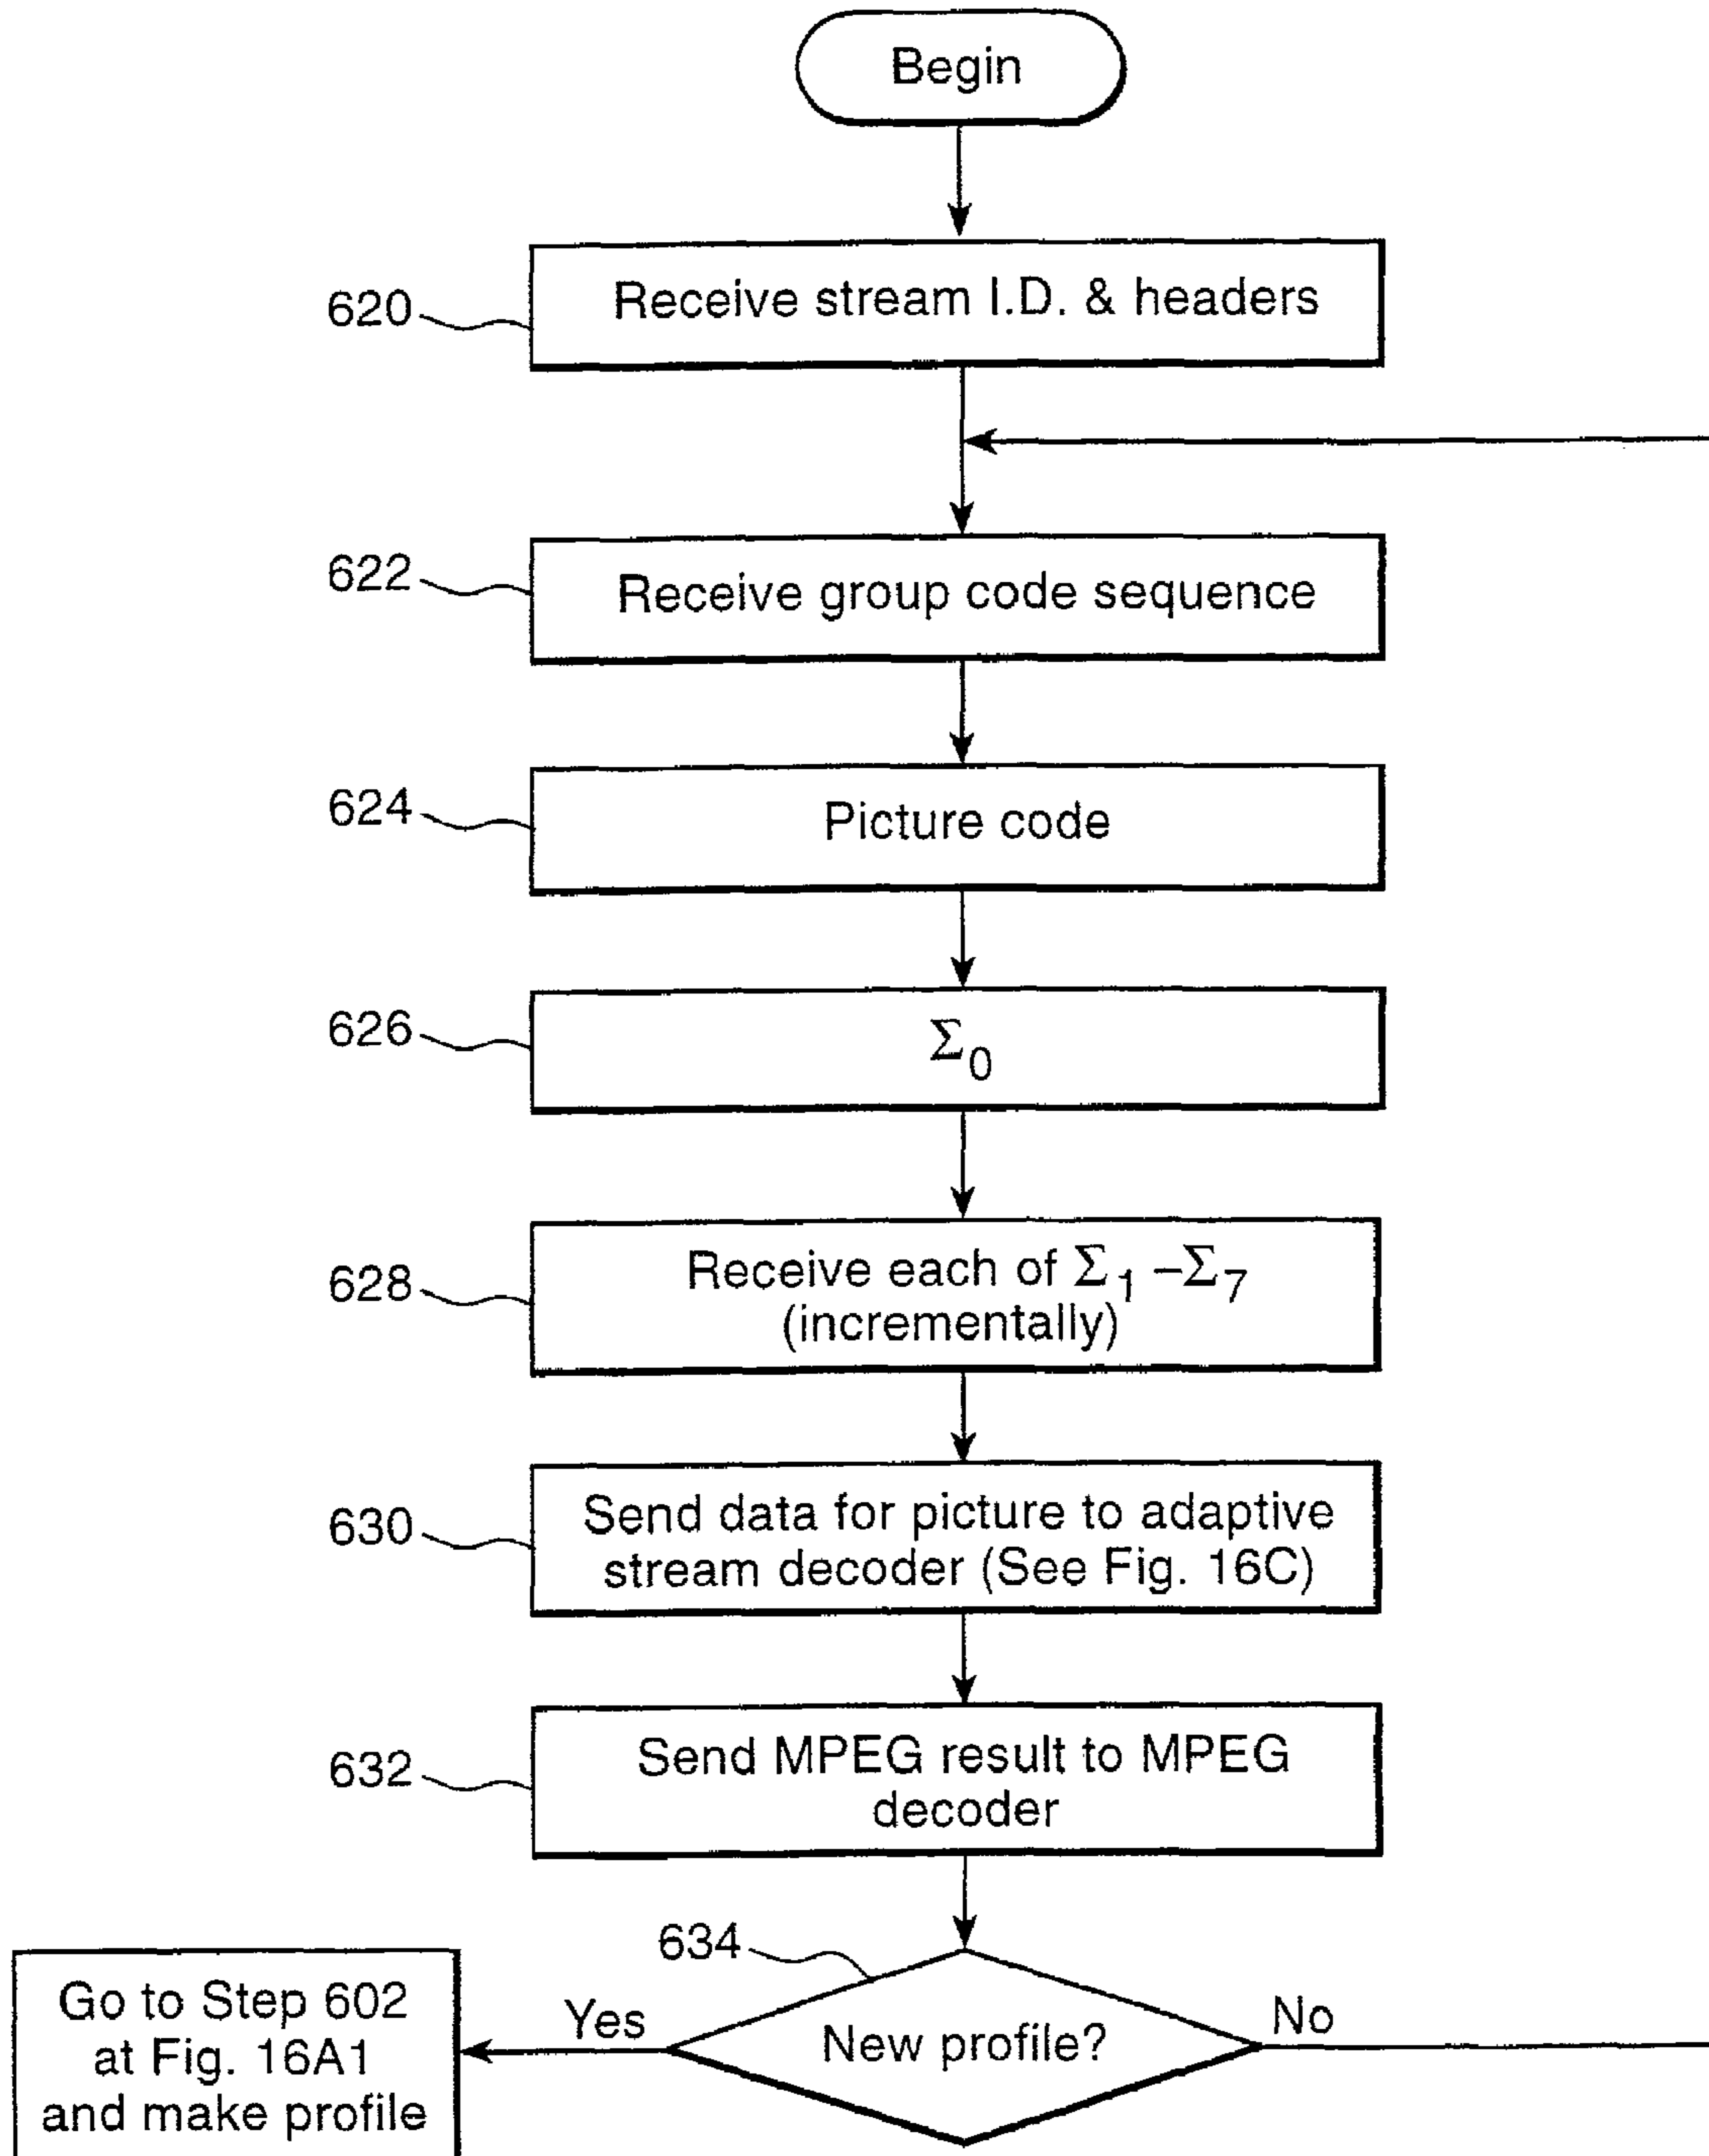 Begin
620
Receive stream I.D. & headers
622
Receive group code sequence
624
Picture code
626
Σ0
628
Receive each of Σ1 –Σ7
(incrementally)
630
Send data for picture to adaptive
stream decoder (See Fig. 16C)
632
Send MPEG result to MPEG
decoder
634
New profile?
Yes
No
Go to Step 602
at Fig. 16A1
and make profile